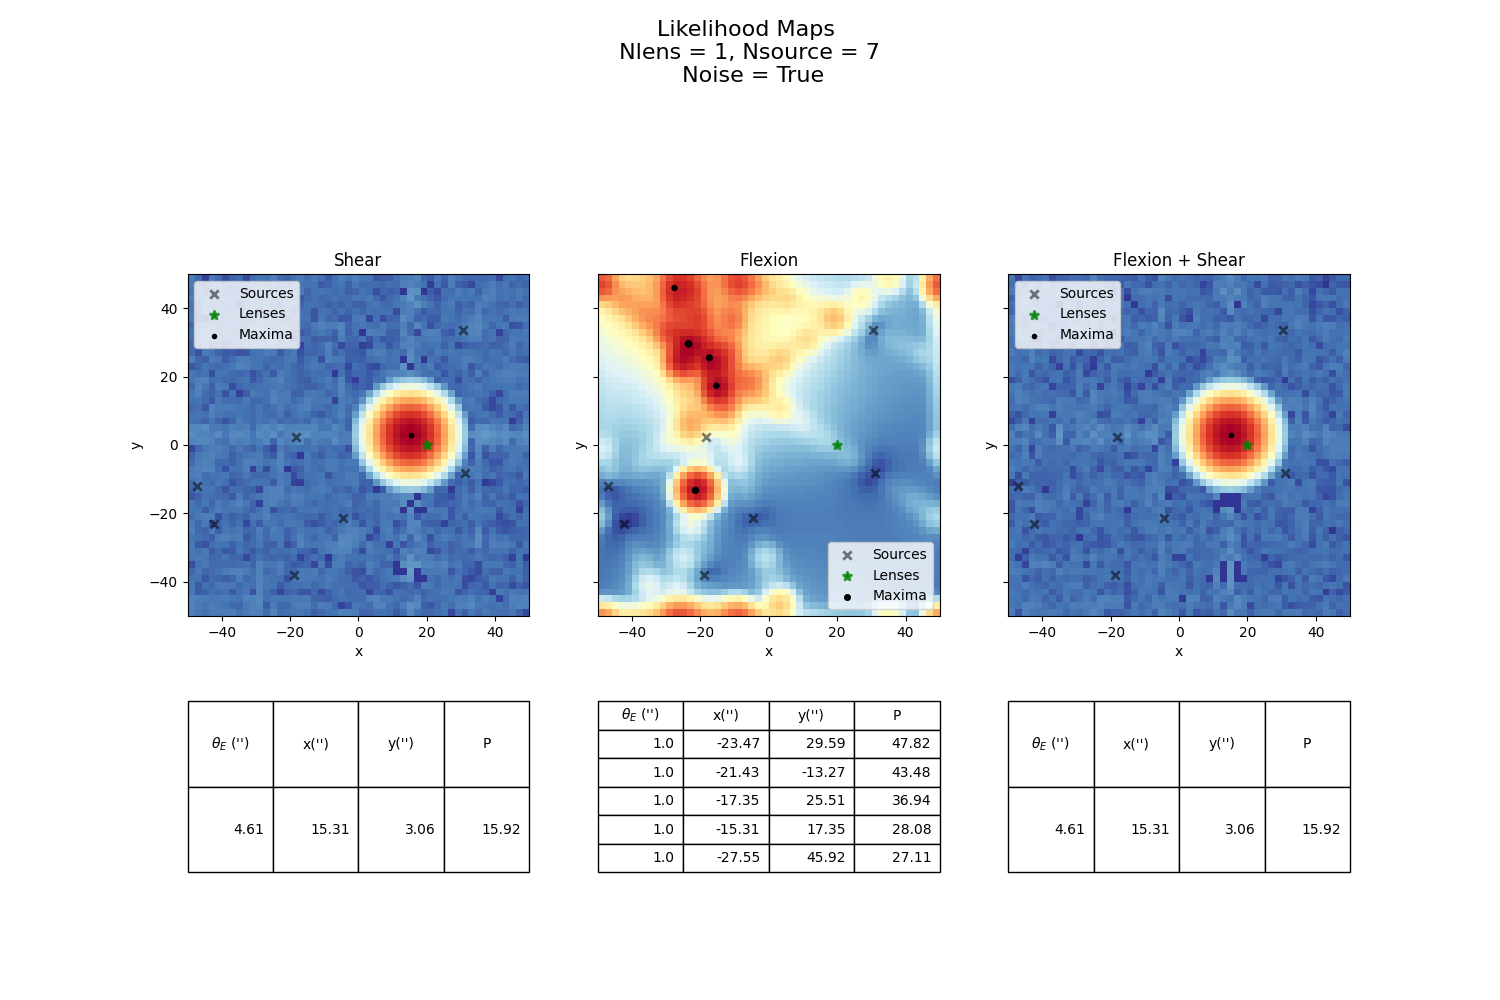 Likelihood Maps
Nlens = 1, Nsource = 7
Noise = True
Shear
Sources
Lenses
Maxima
40
20
0
−20
−40
y
−40 −20 0 20 40
x
Flexion
Sources
Lenses
Maxima
y
−40 −20 0 20 40
x
Flexion + Shear
Sources
Lenses
Maxima
y
−40 −20 0 20 40
x
θE ('') x('') y('') P
4.61 15.31 3.06 15.92
θE ('') x('') y('') P
1.0 -23.47 29.59 47.82
1.0 -21.43 -13.27 43.48
1.0 -17.35 25.51 36.94
1.0 -15.31 17.35 28.08
1.0 -27.55 45.92 27.11
θE ('') x('') y('') P
4.61 15.31 3.06 15.92